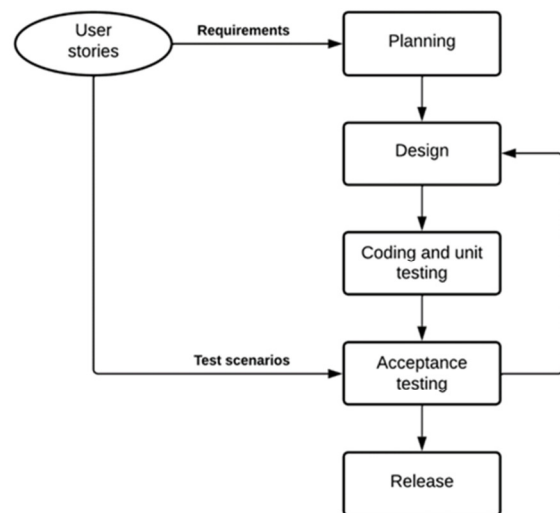 User
stories
Requirements
Planning
Design
Coding and unit
testing
Test scenarios
Acceptance
testing
Release